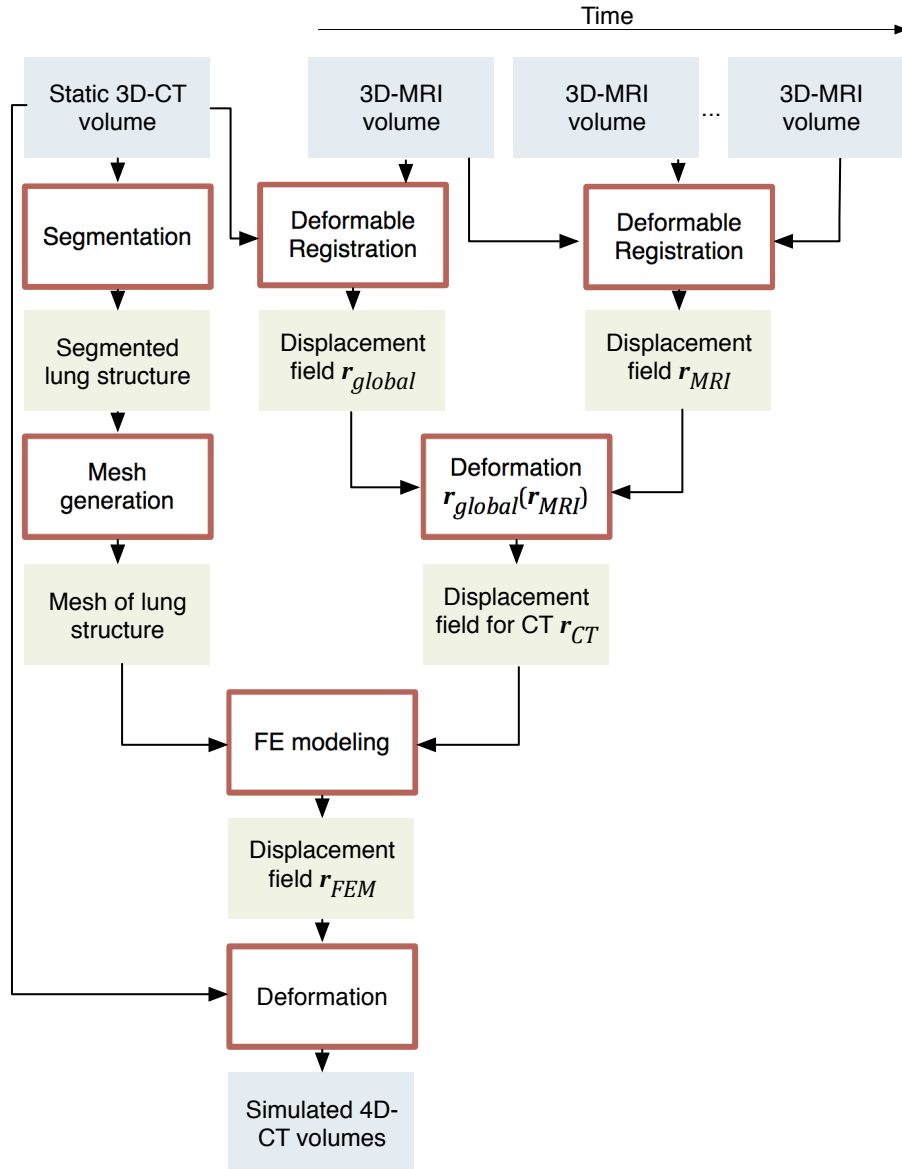 Time
Static 3D-CT
volume
3D-MRI
volume
3D-MRI
volume
...
3D-MRI
volume
Segmentation
Deformable
Registration
Deformable
Registration
Segmented
lung structure
Displacement
field r_global
Displacement
field r_MRI
Mesh
generation
Deformation
r_global(r_MRI)
Mesh of lung
structure
Displacement
field for CT r_CT
FE modeling
Displacement
field r_FEM
Deformation
Simulated 4D-
CT volumes